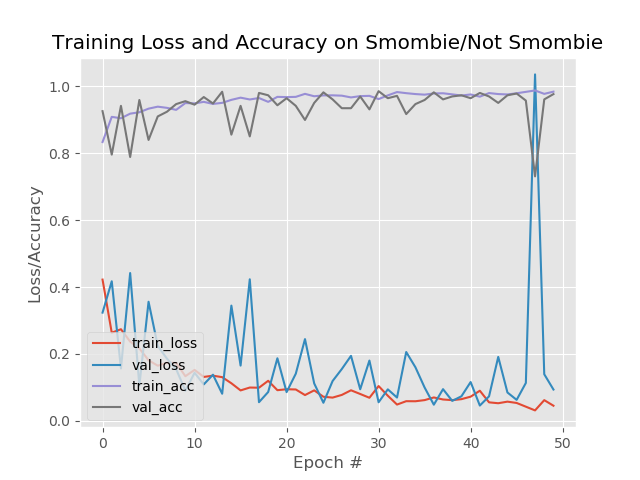 Training Loss and Accuracy on Smombie/Not Smombie
1.0
0.8
0.6
0.4
0.2
0.0
Loss/Accuracy
train_loss
val_loss
train_acc
val_acc
0 10 20 30 40 50
Epoch #